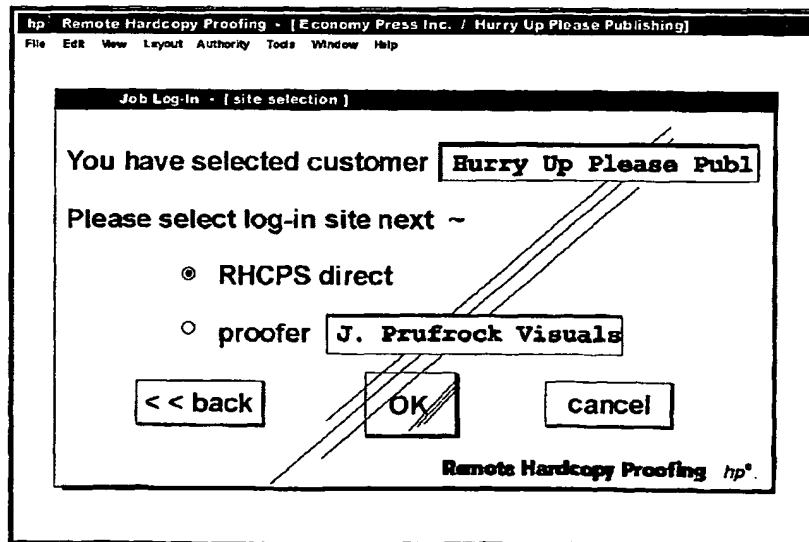 hp Remote Hardcopy Proofing - [ Economy Press Inc. / Hurry Up Please Publishing]
File Edit View Layout Authority Tools Window Help
Job Log-In - [ site selection ]
You have selected customer Hurry Up Please Publ
Please select log-in site next ~
RHCPS direct
proofer J. Prufrock Visuals
< < back OK cancel
Remote Hardcopy Proofing hp®.